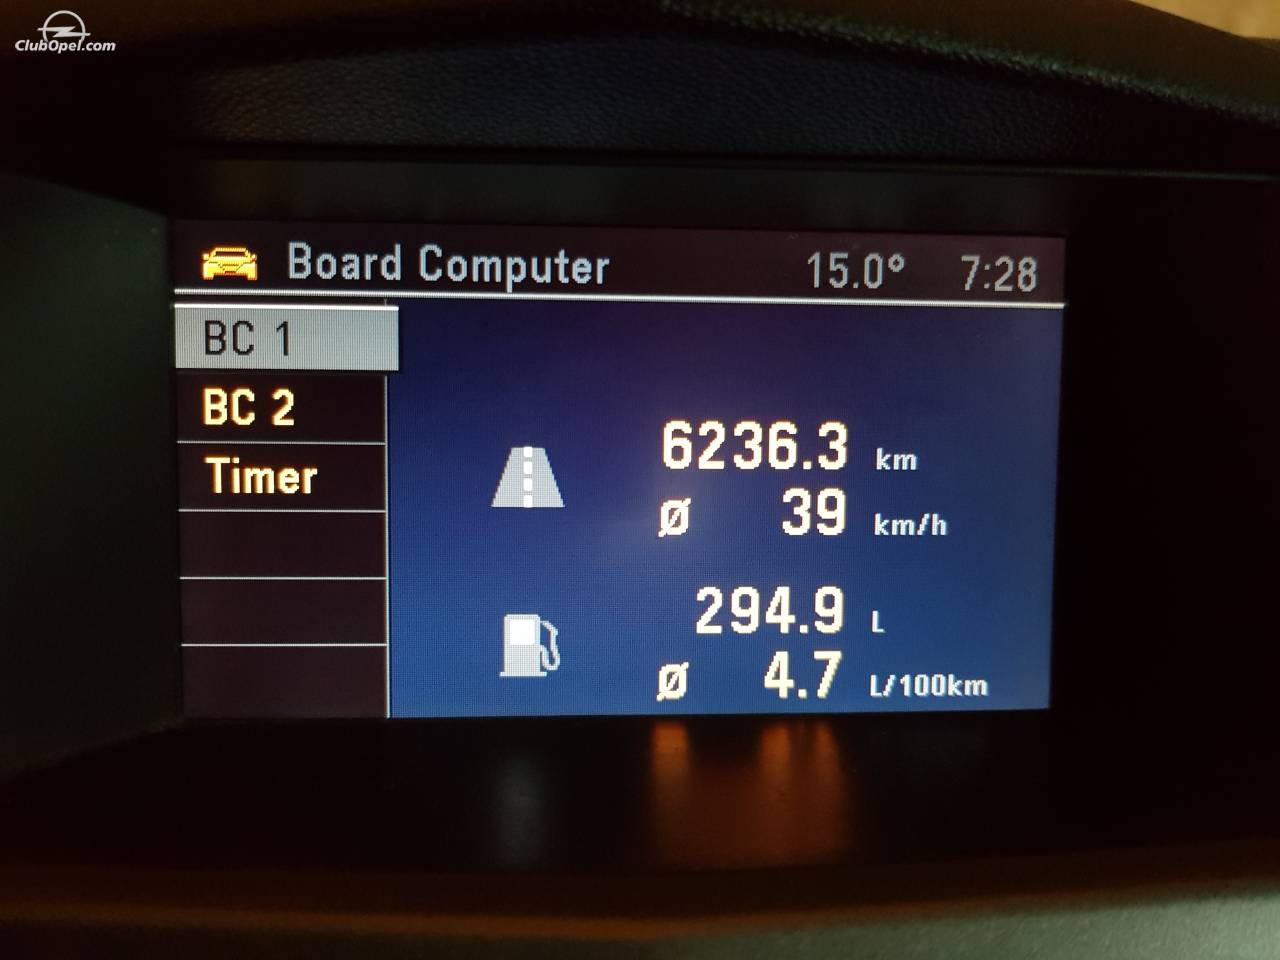 ClubOpel.com
Board Computer 15.0° 7:28
BC 1
BC 2
Timer
6236.3 km
ø 39 km/h
294.9 L
ø 4.7 L/100km